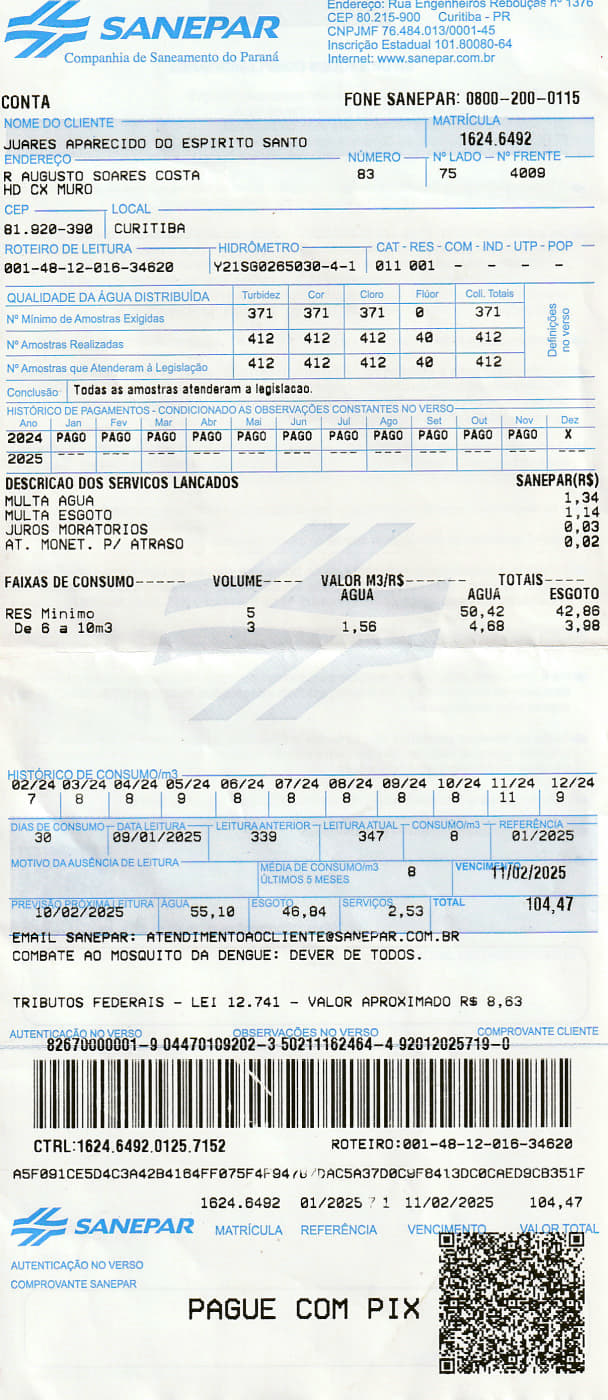 SANEPAR
Companhia de Saneamento do Paraná
Endereço: Rua Engenheiros Rebouças nº 1376
CEP 80.215-900 Curitiba - PR
CNPJMF 76.484.013/0001-45
Inscrição Estadual 101.80080-64
Internet: www.sanepar.com.br
CONTA FONE SANEPAR: 0800-200-0115
NOME DO CLIENTE MATRÍCULA
JUARES APARECIDO DO ESPIRITO SANTO 1624.6492
ENDEREÇO NÚMERO Nº LADO - Nº FRENTE
R AUGUSTO SOARES COSTA 83 75 4009
HD CX MURO
CEP LOCAL
81.920-390 CURITIBA
ROTEIRO DE LEITURA HIDRÔMETRO CAT - RES - COM - IND - UTP - POP
001-48-12-016-34620 Y21SG0265030-4-1 011 001 - - - -
QUALIDADE DA ÁGUA DISTRIBUÍDA Turbidez Cor Cloro Flúor Coli. Totais
Nº Mínimo de Amostras Exigidas 371 371 371 0 371
Nº Amostras Realizadas 412 412 412 40 412
Nº Amostras que Atenderam à Legislação 412 412 412 40 412
Definições no verso
Conclusão Todas as amostras atenderam a legislacao.
HISTÓRICO DE PAGAMENTOS - CONDICIONADO AS OBSERVAÇÕES CONSTANTES NO VERSO
Ano Jan Fev Mar Abr Mai Jun Jul Ago Set Out Nov Dez
2024 PAGO PAGO PAGO PAGO PAGO PAGO PAGO PAGO PAGO PAGO PAGO X
2025 --- --- --- --- --- --- --- --- --- --- --- ---
DESCRICAO DOS SERVICOS LANCADOS SANEPAR(R$)
MULTA AGUA 1,34
MULTA ESGOTO 1,14
JUROS MORATORIOS 0,03
AT. MONET. P/ ATRASO 0,02
FAIXAS DE CONSUMO----- VOLUME---- VALOR M3/R$------ TOTAIS----
AGUA AGUA ESGOTO
RES Minimo 5 50,42 42,86
De 6 a 10m3 3 1,56 4,68 3,98
HISTÓRICO DE CONSUMO/m3
02/24 03/24 04/24 05/24 06/24 07/24 08/24 09/24 10/24 11/24 12/24
7 8 8 9 8 8 8 8 8 11 9
DIAS DE CONSUMO DATA LEITURA LEITURA ANTERIOR LEITURA ATUAL CONSUMO/m3 REFERÊNCIA
30 09/01/2025 339 347 8 01/2025
MOTIVO DA AUSÊNCIA DE LEITURA MÉDIA DE CONSUMO/m3 ÚLTIMOS 5 MESES 8 VENCIMENTO 11/02/2025
PREVISÃO PRÓXIMA LEITURA ÁGUA ESGOTO SERVIÇOS TOTAL
10/02/2025 55,10 46,84 2,53 104,47
EMAIL SANEPAR: ATENDIMENTOAOCLIENTE@SANEPAR.COM.BR
COMBATE AO MOSQUITO DA DENGUE: DEVER DE TODOS.
TRIBUTOS FEDERAIS - LEI 12.741 - VALOR APROXIMADO R$ 8,63
AUTENTICAÇÃO NO VERSO OBSERVAÇÕES NO VERSO COMPROVANTE CLIENTE
82670000001-9 04470109202-3 50211162464-4 92012025719-0
CTRL:1624.6492.0125.7152 ROTEIRO:001-48-12-016-34620
1624.6492 01/2025 1 11/02/2025 104,47
SANEPAR MATRÍCULA REFERÊNCIA VENCIMENTO VALOR TOTAL
AUTENTICAÇÃO NO VERSO
COMPROVANTE SANEPAR
PAGUE COM PIX